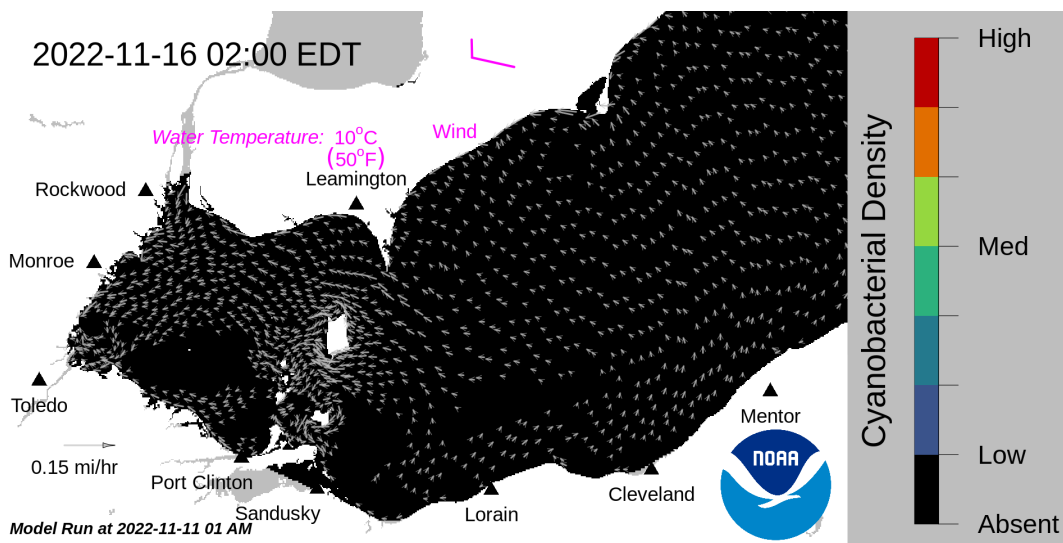 2022-11-16 02:00 EDT
Water Temperature: 10°C
(50°F)
Wind
Leamington
Rockwood
Monroe
Toledo
0.15 mi/hr
Port Clinton
Sandusky
Lorain
Cleveland
Mentor
NOAA
Model Run at 2022-11-11 01 AM
Cyanobacterial Density
High
Med
Low
Absent